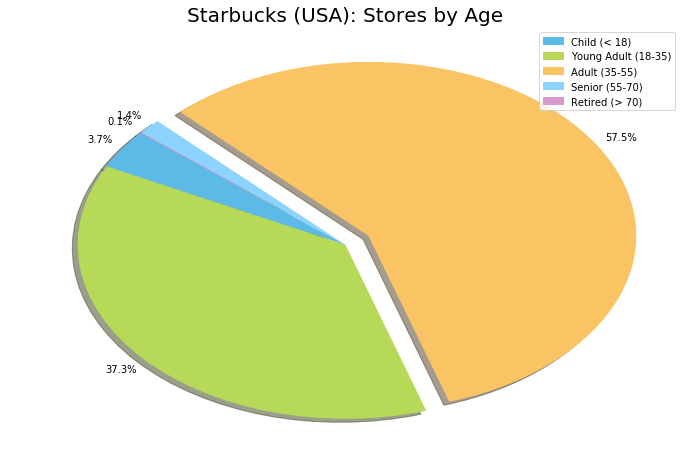 Starbucks (USA): Stores by Age
Child (< 18)
Young Adult (18-35)
Adult (35-55)
Senior (55-70)
Retired (> 70)
1.4%
0.1%
3.7%
57.5%
37.3%